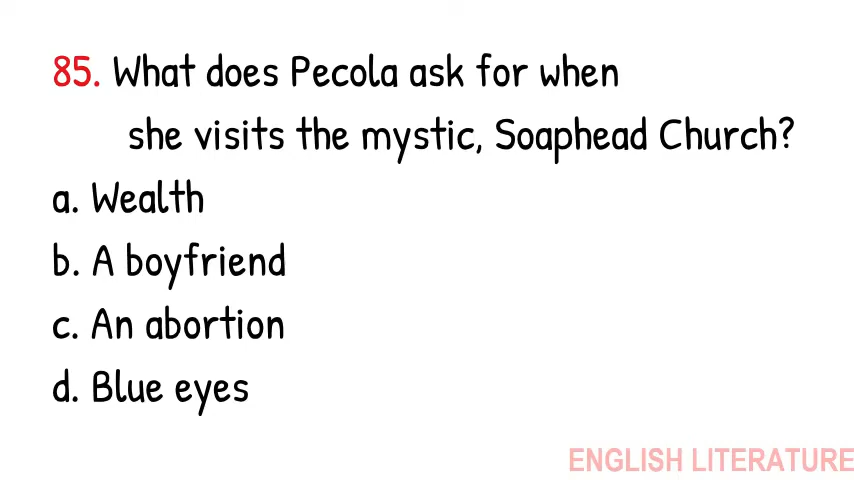 85. What does Pecola ask for when
she visits the mystic, Soaphead Church?
a. Wealth
b. A boyfriend
c. An abortion
d. Blue eyes
ENGLISH LITERATURE